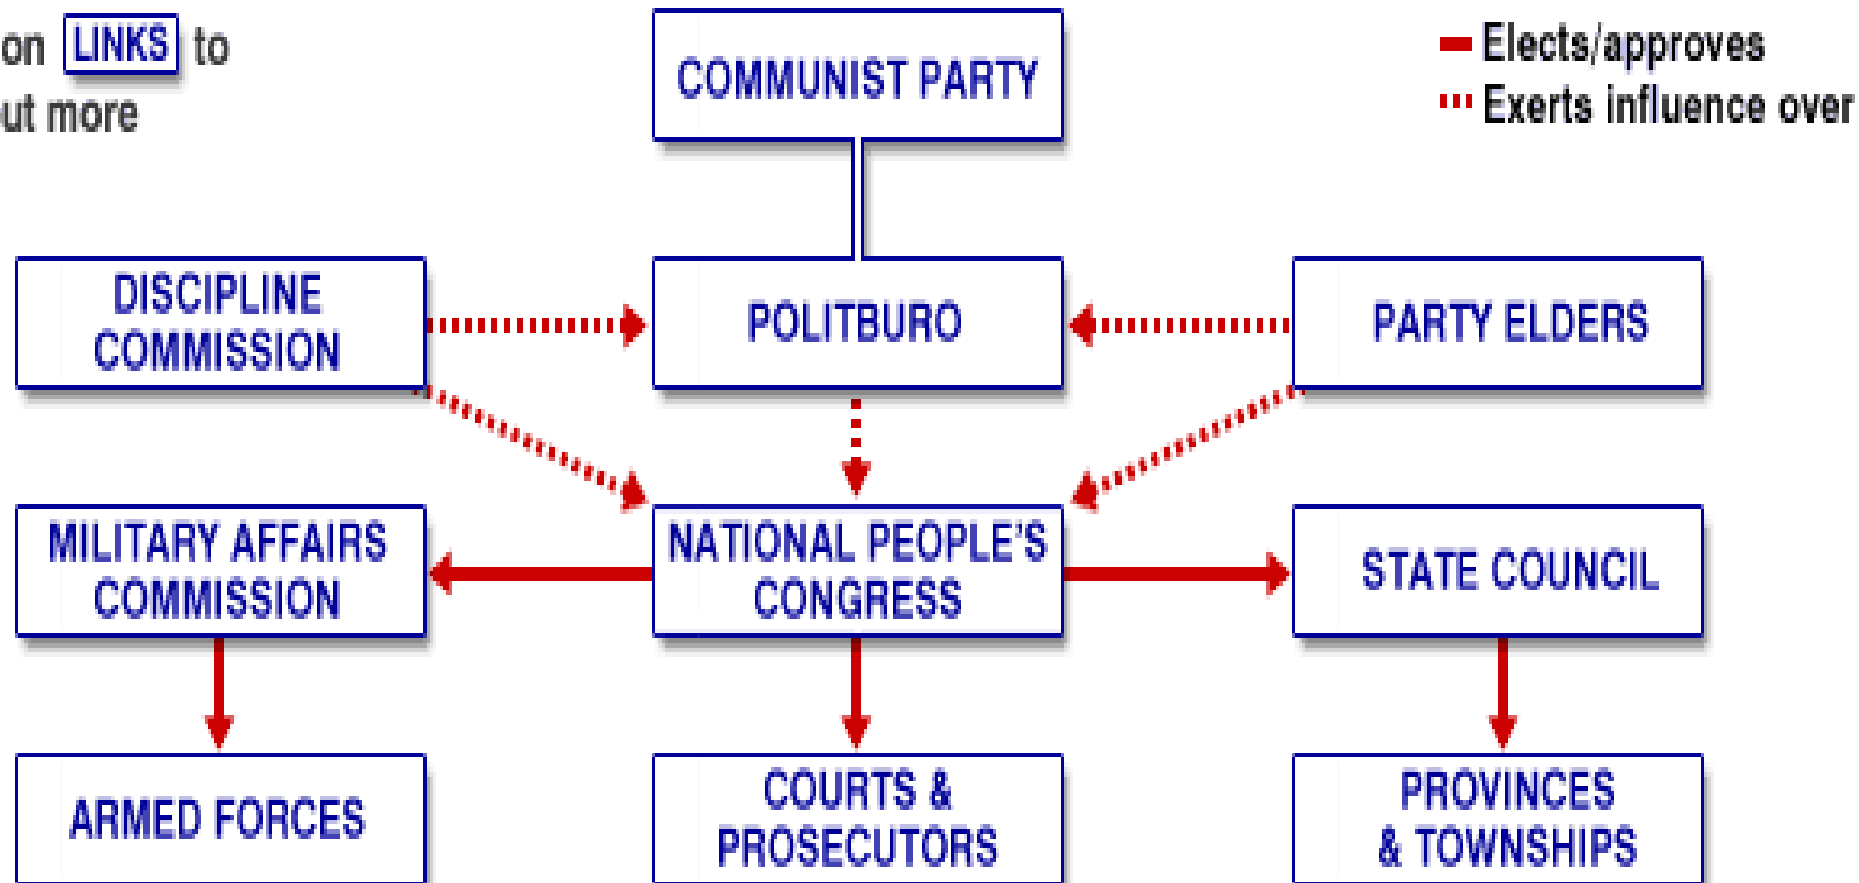 on LINKS to
out more
COMMUNIST PARTY
Elects/approves
Exerts influence over
DISCIPLINE
COMMISSION
POLITBURO
PARTY ELDERS
MILITARY AFFAIRS
COMMISSION
NATIONAL PEOPLE'S
CONGRESS
STATE COUNCIL
ARMED FORCES
COURTS &
PROSECUTORS
PROVINCES
& TOWNSHIPS